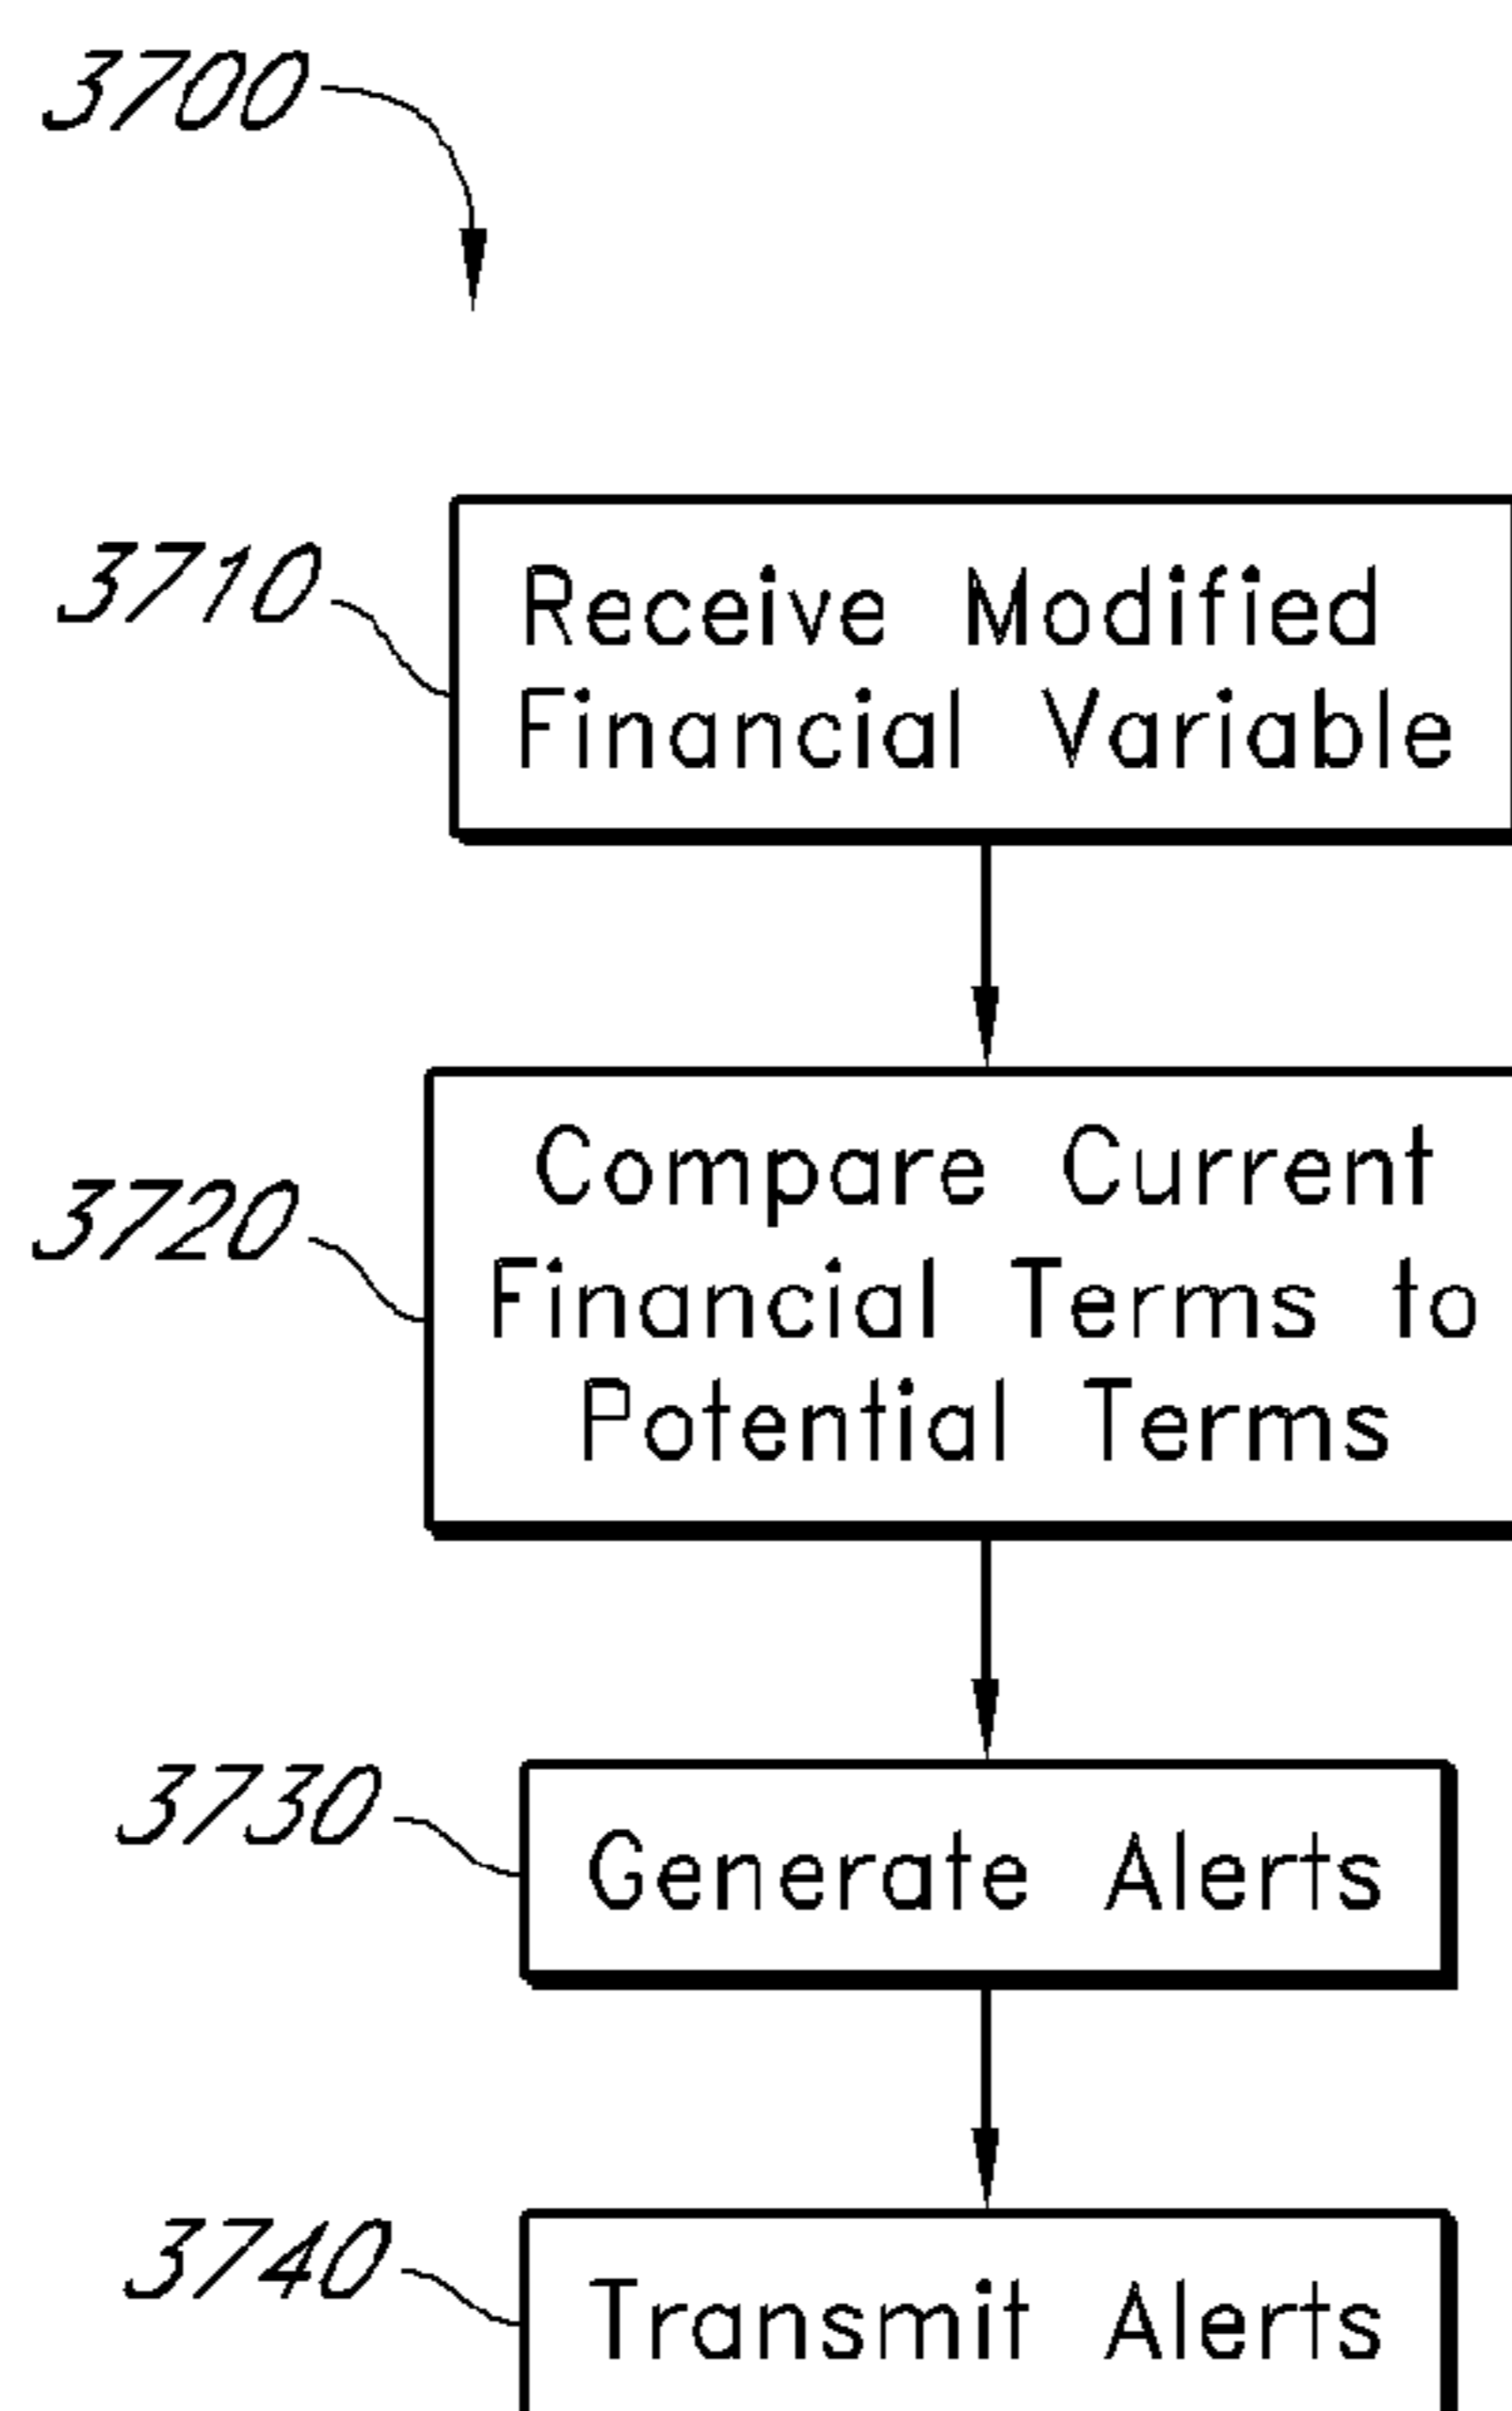 3700
3710
Receive Modified
Financial Variable
3720
Compare Current
Financial Terms to
Potential Terms
3730
Generate Alerts
3740
Transmit Alerts